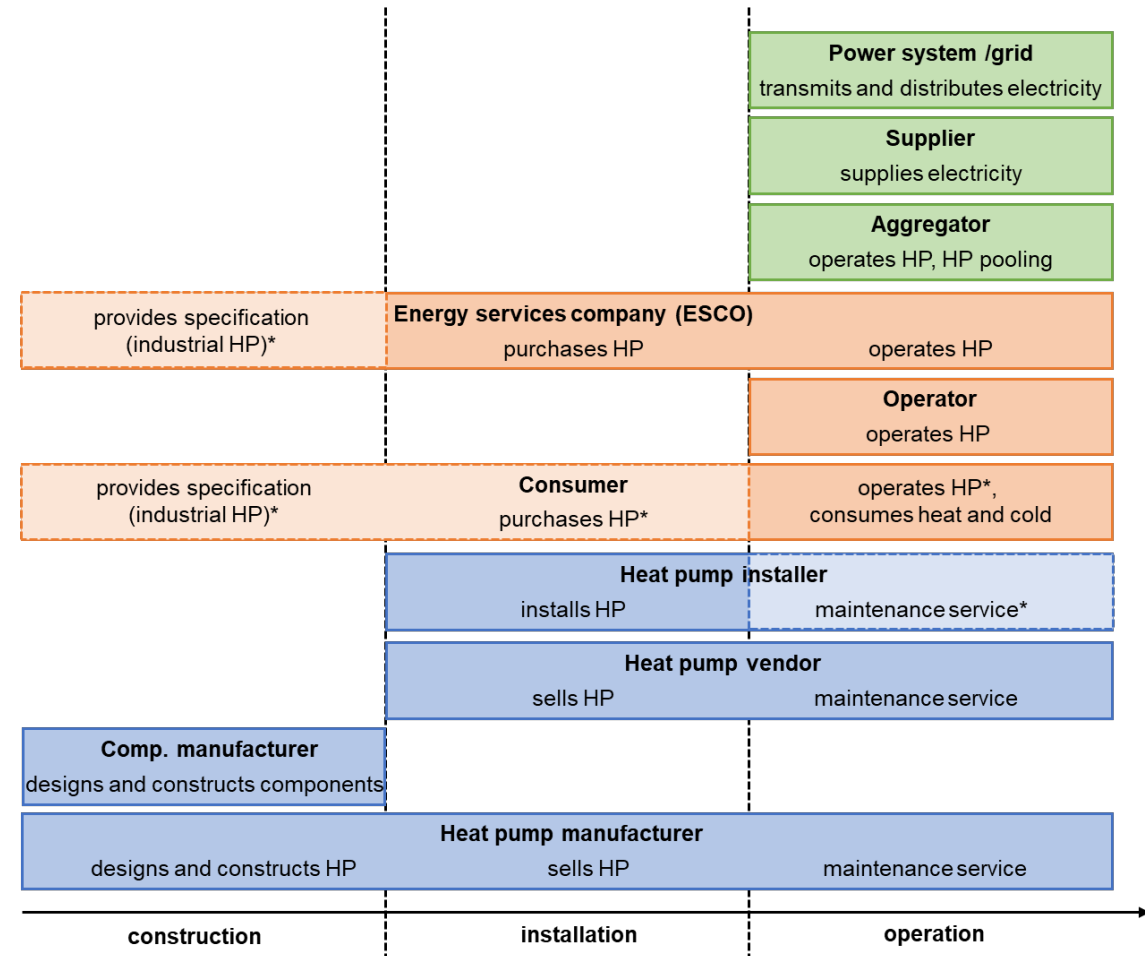 Power system /grid
transmits and distributes electricity
Supplier
supplies electricity
Aggregator
operates HP, HP pooling
provides specification
(industrial HP)*
Energy services company (ESCO)
purchases HP
operates HP
Operator
operates HP
provides specification
(industrial HP)*
Consumer
purchases HP*
operates HP*,
consumes heat and cold
Heat pump installer
installs HP
maintenance service*
Heat pump vendor
sells HP
maintenance service
Comp. manufacturer
designs and constructs components
Heat pump manufacturer
designs and constructs HP
sells HP
maintenance service
construction
installation
operation